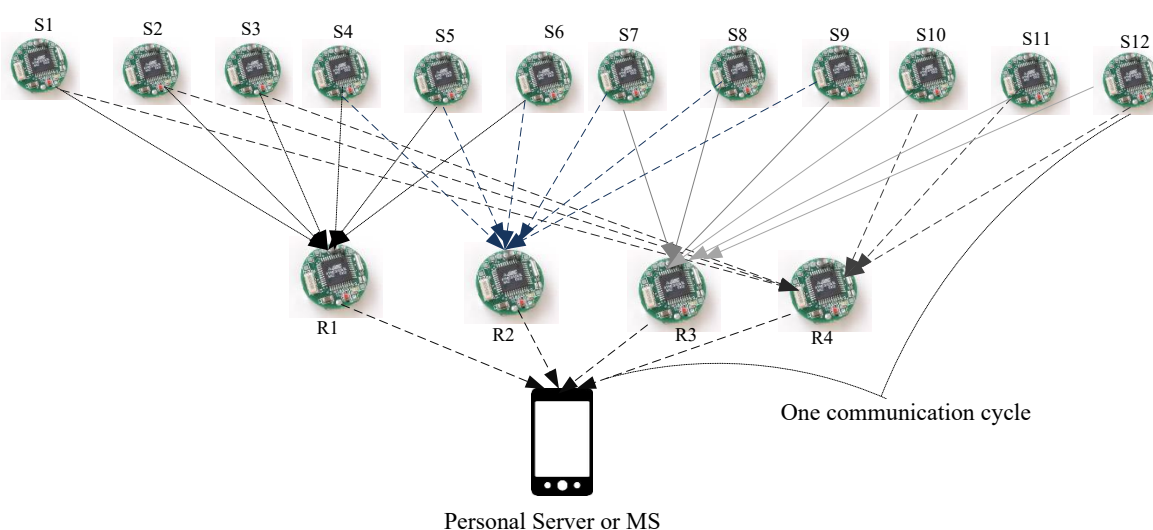 S1
S2
S3
S4
S5
S6
S7
S8
S9
S10
S11
S12
R1
R2
R3
R4
One communication cycle
Personal Server or MS